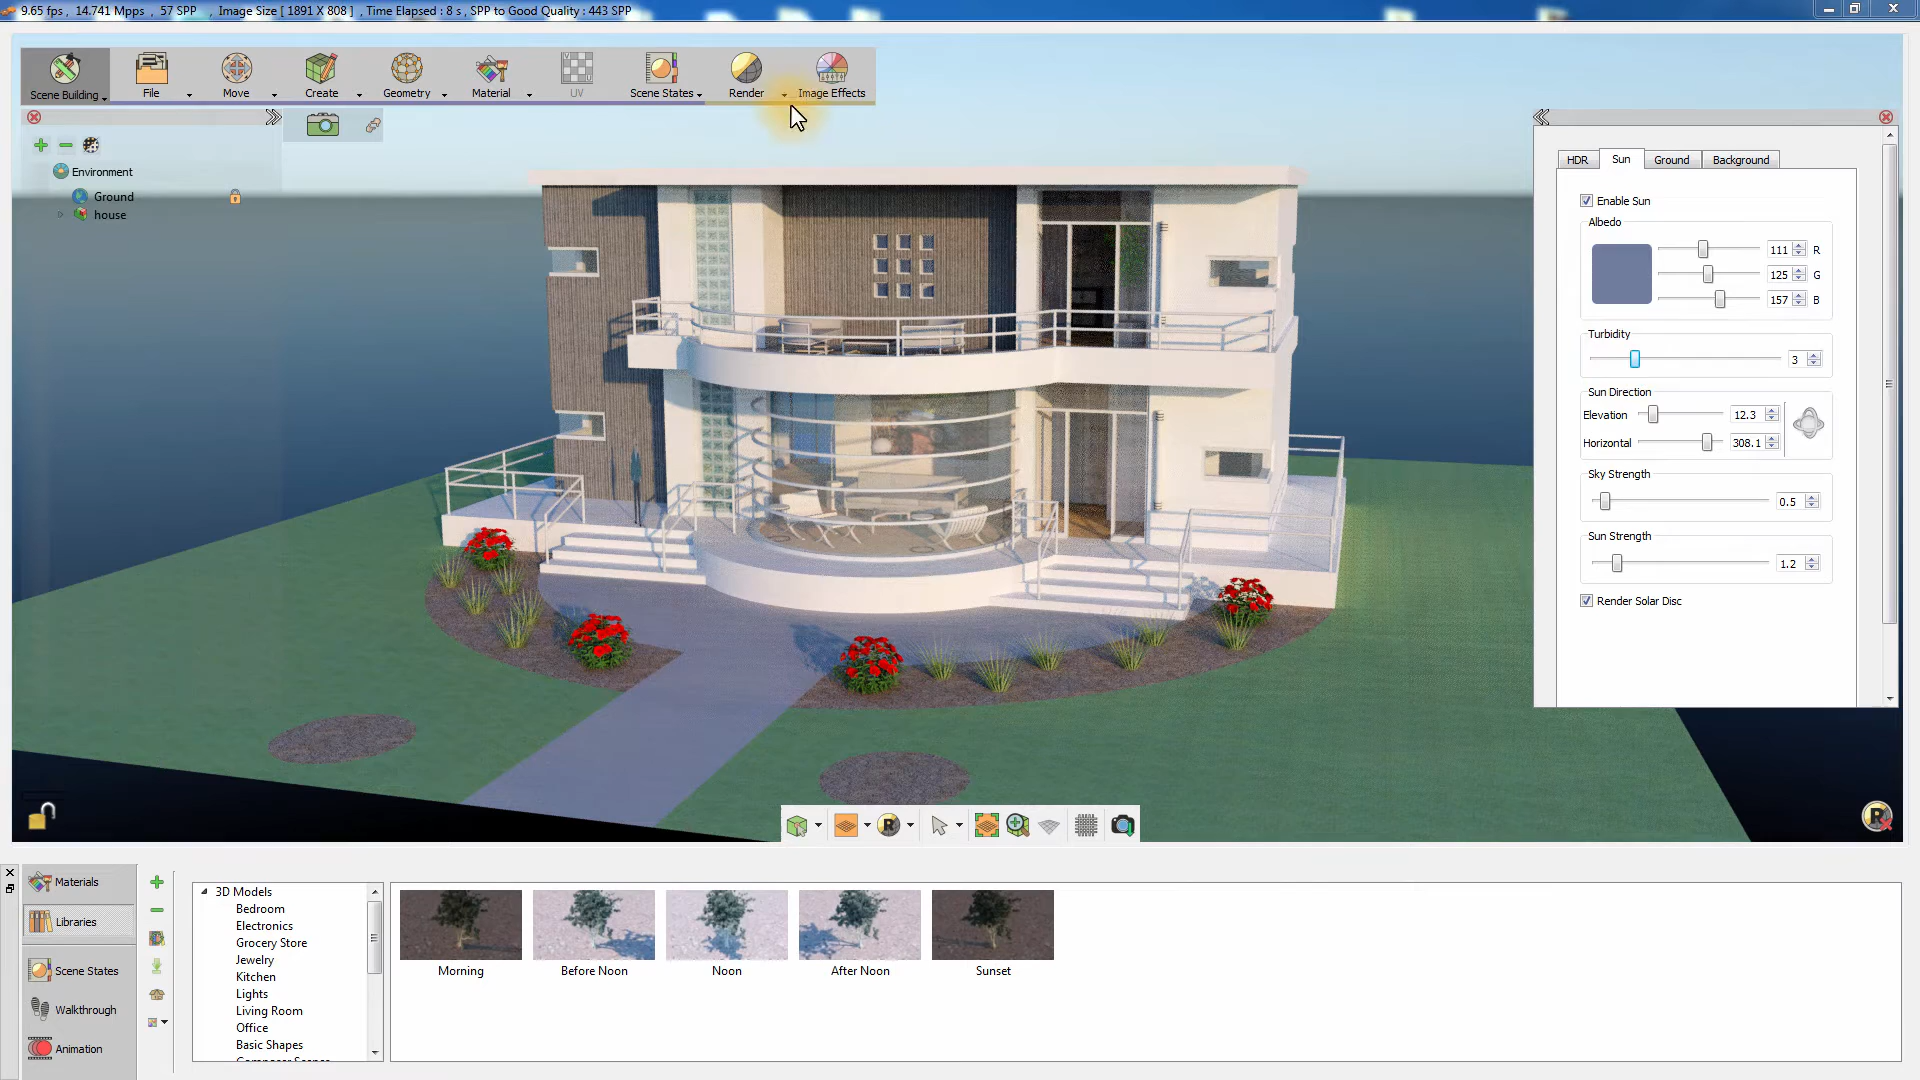 9.65 fps , 14.741 Mpps , 57 SPP , Image Size [ 1891 X 808 ] , Time Elapsed : 8 s , SPP to Good Quality : 443 SPP
Scene Building
File
Move
Create
Geometry
Material
UV
Scene States
Render
Image Effects
Environment
Ground
house
HDR
Sun
Ground
Background
Enable Sun
Albedo
111 R
125 G
157 B
Turbidity
3
Sun Direction
Elevation 12.3
Horizontal 308.1
Sky Strength
0.5
Sun Strength
1.2
Render Solar Disc
R
R
Materials
Libraries
Scene States
Walkthrough
Animation
3D Models
Bedroom
Electronics
Grocery Store
Jewelry
Kitchen
Lights
Living Room
Office
Basic Shapes
Morning
Before Noon
Noon
After Noon
Sunset